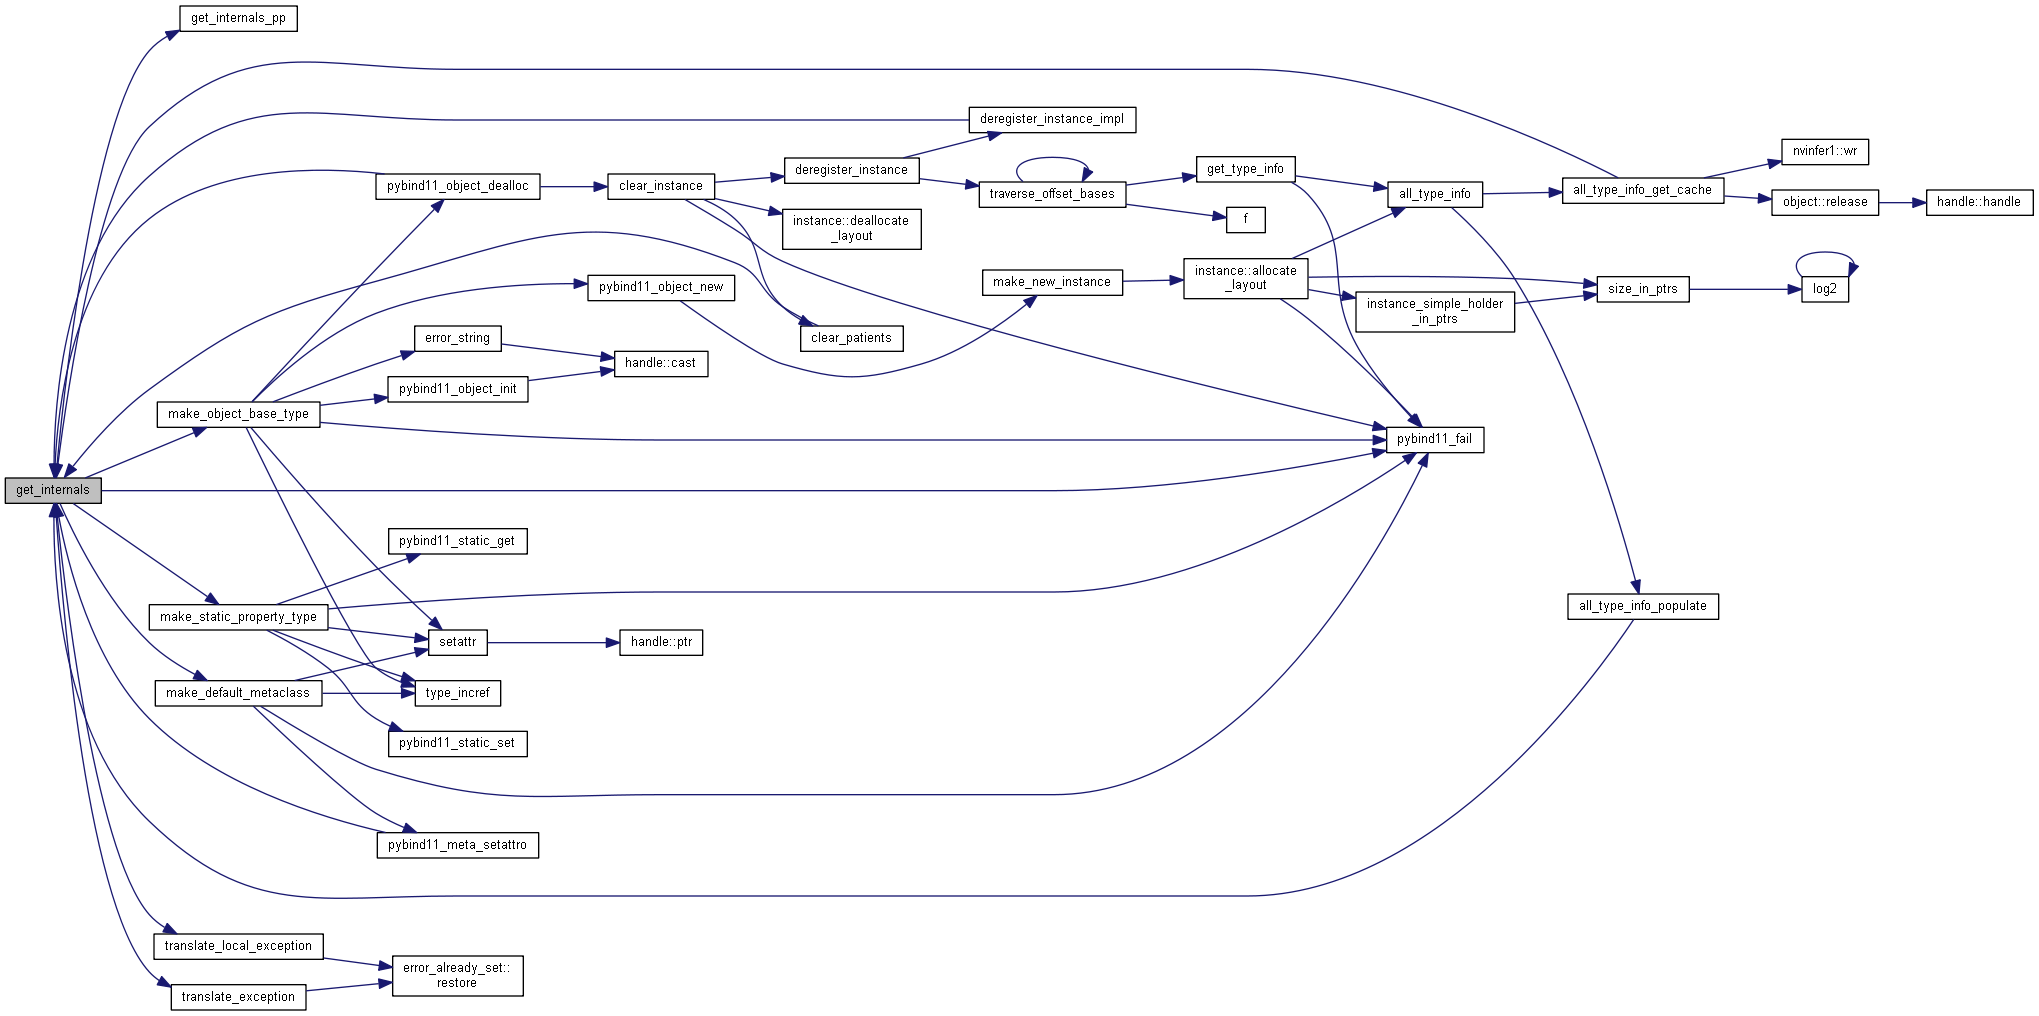 get_internals_pp
deregister_instance_impl
nvinfer1::wr
deregister_instance
get_type_info
pybind11_object_dealloc
clear_instance
traverse_offset_bases
all_type_info
all_type_info_get_cache
object::release
handle::handle
instance::deallocate
_layout
f
make_new_instance
instance::allocate
_layout
pybind11_object_new
size_in_ptrs
log2
instance_simple_holder
_in_ptrs
error_string
clear_patients
handle::cast
pybind11_object_init
make_object_base_type
pybind11_fail
get_internals
pybind11_static_get
make_static_property_type
all_type_info_populate
setattr
handle::ptr
make_default_metaclass
type_incref
pybind11_static_set
pybind11_meta_setattro
translate_local_exception
error_already_set::
restore
translate_exception